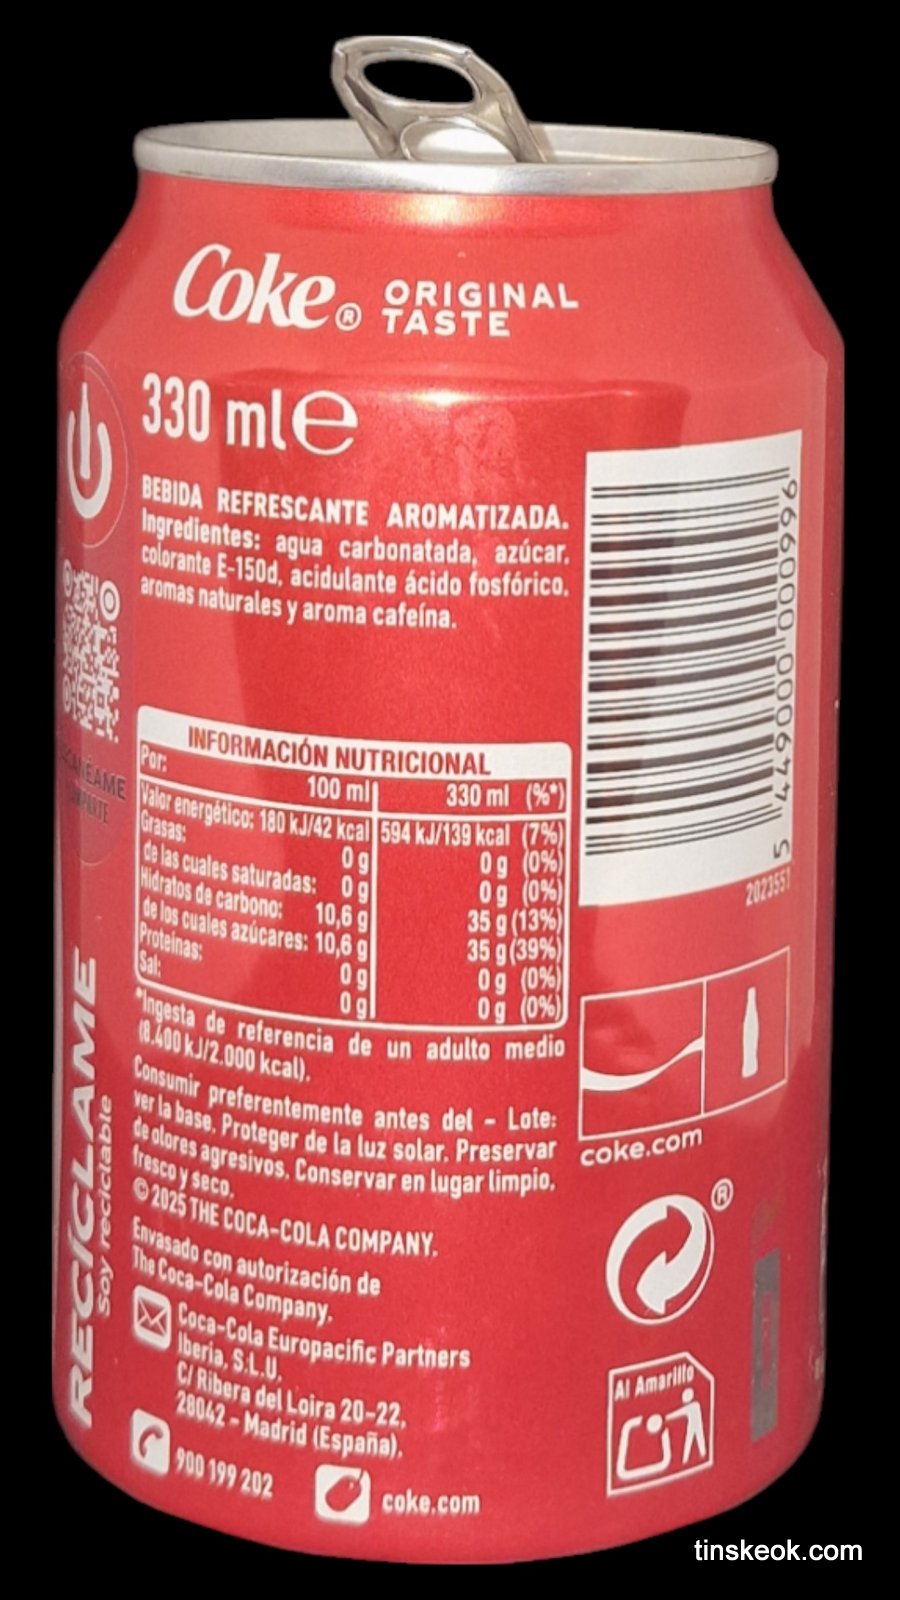 Coke® ORIGINAL
TASTE
330 ml e
BEBIDA REFRESCANTE AROMATIZADA.
Ingredientes: agua carbonatada, azúcar,
colorante E-150d, acidulante ácido fosfórico,
aromas naturales y aroma cafeína.
INFORMACIÓN NUTRICIONAL
Por: 100 ml 330 ml (%*)
Valor energético: 180 kJ/42 kcal 594 kJ/139 kcal (7%)
Grasas: 0 g 0 g (0%)
de las cuales saturadas: 0 g 0 g (0%)
Hidratos de carbono: 10,6 g 35 g (13%)
de los cuales azúcares: 10,6 g 35 g (39%)
Proteínas: 0 g 0 g (0%)
Sal: 0 g 0 g (0%)
*Ingesta de referencia de un adulto medio
(8.400 kJ/2.000 kcal).
Consumir preferentemente antes del - Lote:
ver la base. Proteger de la luz solar. Preservar
de olores agresivos. Conservar en lugar limpio,
fresco y seco.
© 2025 THE COCA-COLA COMPANY.
Envasado con autorización de
The Coca-Cola Company.
Coca-Cola Europacific Partners
Iberia, S.L.U.
C/ Ribera del Loira 20-22,
28042 - Madrid (España).
900 199 202
coke.com
RECÍCLAME
Soy reciclable
5 449000 000996
2023551
coke.com
®
Al Amarillo
tinskeok.com